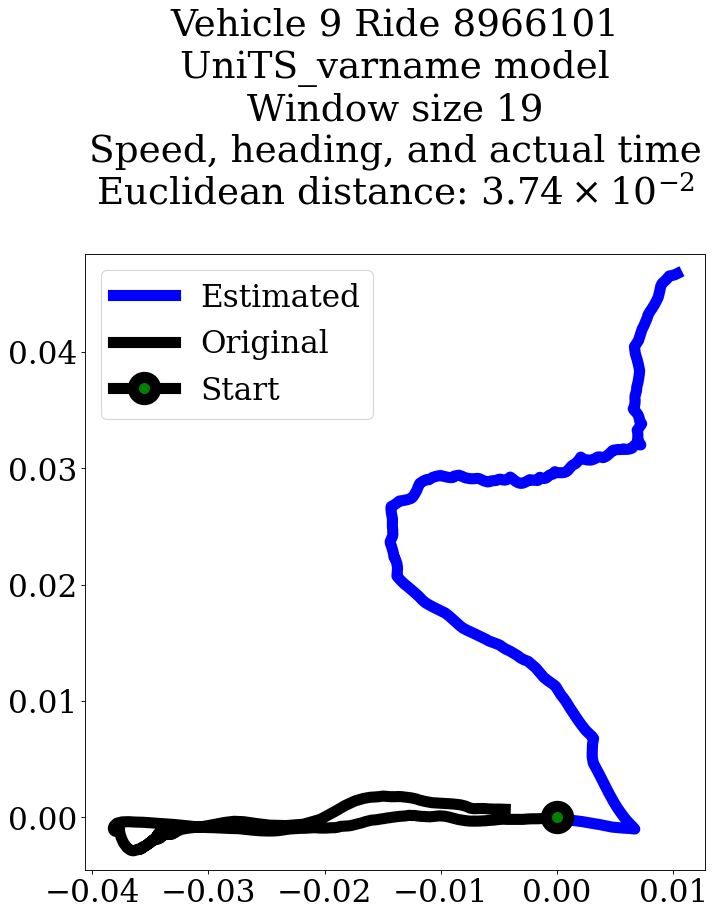 Vehicle 9 Ride 8966101
UniTS_varname model
Window size 19
Speed, heading, and actual time
Euclidean distance: 3.74 × 10⁻²
Estimated
Original
Start
0.04
0.03
0.02
0.01
0.00
−0.04 −0.03 −0.02 −0.01 0.00 0.01